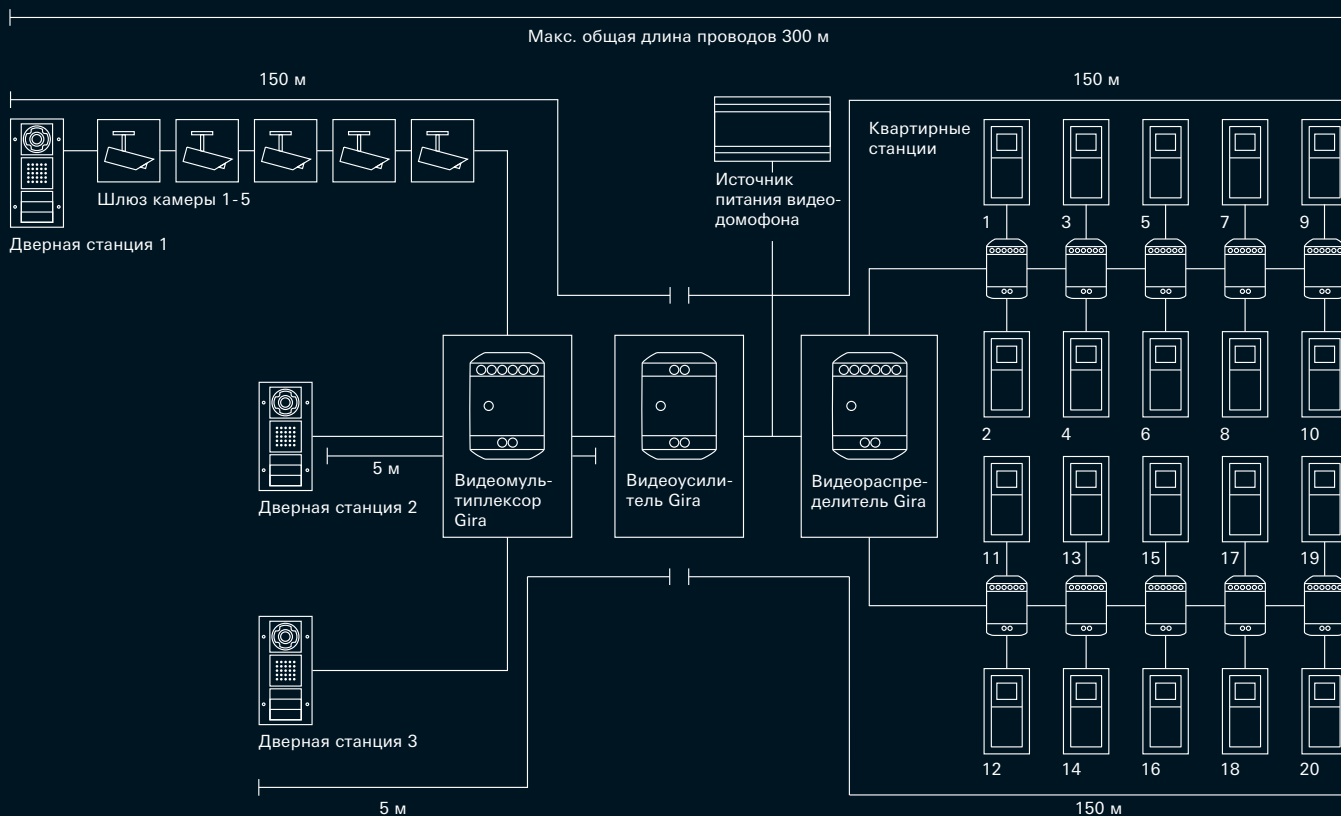 Макс. общая длина проводов 300 м
150 м
150 м
Шлюз камеры 1-5
Дверная станция 1
Источник
питания видео-
домофона
Квартирные
станции
1
3
5
7
9
2
4
6
8
10
5 м
Дверная станция 2
Видеомуль-
типлексор
Gira
Видеоусили-
тель Gira
Видеораспре-
делитель Gira
11
13
15
17
19
Дверная станция 3
12
14
16
18
20
5 м
150 м